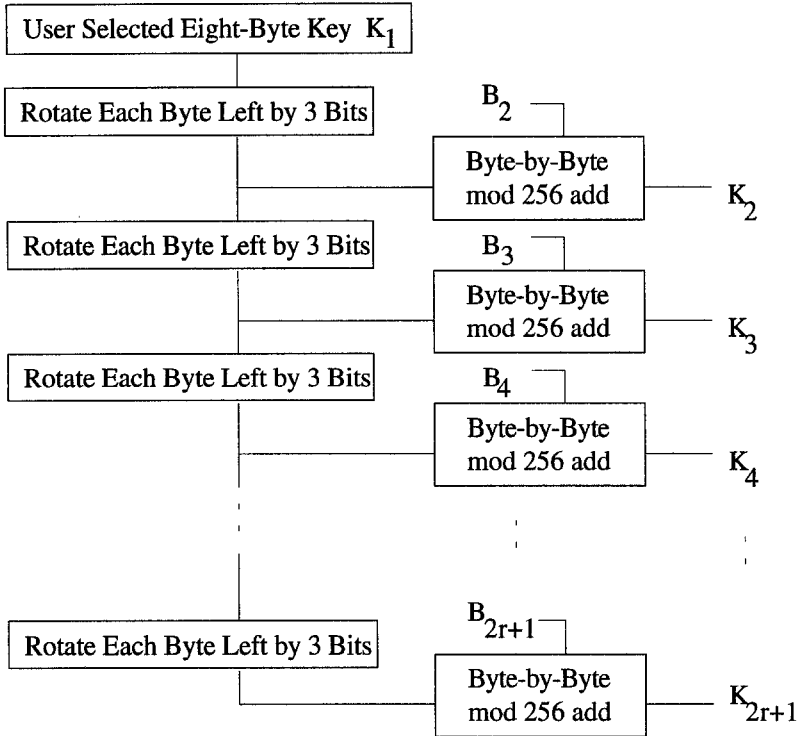 User Selected Eight-Byte Key K1
Rotate Each Byte Left by 3 Bits
B2
Byte-by-Byte
mod 256 add
K2
Rotate Each Byte Left by 3 Bits
B3
Byte-by-Byte
mod 256 add
K3
Rotate Each Byte Left by 3 Bits
B4
Byte-by-Byte
mod 256 add
K4
Rotate Each Byte Left by 3 Bits
B2r+1
Byte-by-Byte
mod 256 add
K2r+1